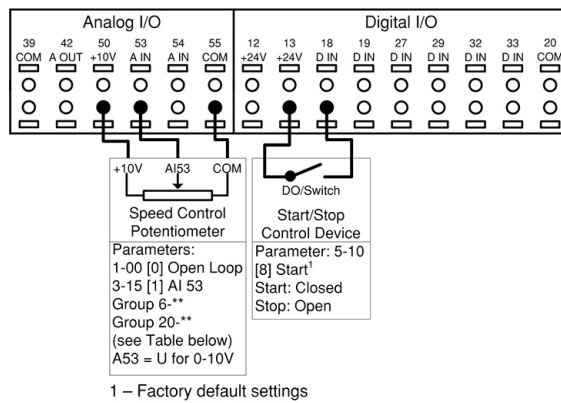 Analog I/O
Digital I/O
39 42 50 53 54 55 12 13 18 19 27 29 32 33 20
COM A OUT +10V A IN A IN COM +24V +24V D IN D IN D IN D IN D IN D IN COM
+10V AI53 COM
DO/Switch
Speed Control
Potentiometer
Parameters:
1-00 [0] Open Loop
3-15 [1] AI 53
Group 6-**
Group 20-**
(see Table below)
A53 = U for 0-10V
Start/Stop
Control Device
Parameter: 5-10
[8] Start¹
Start: Closed
Stop: Open
1 – Factory default settings